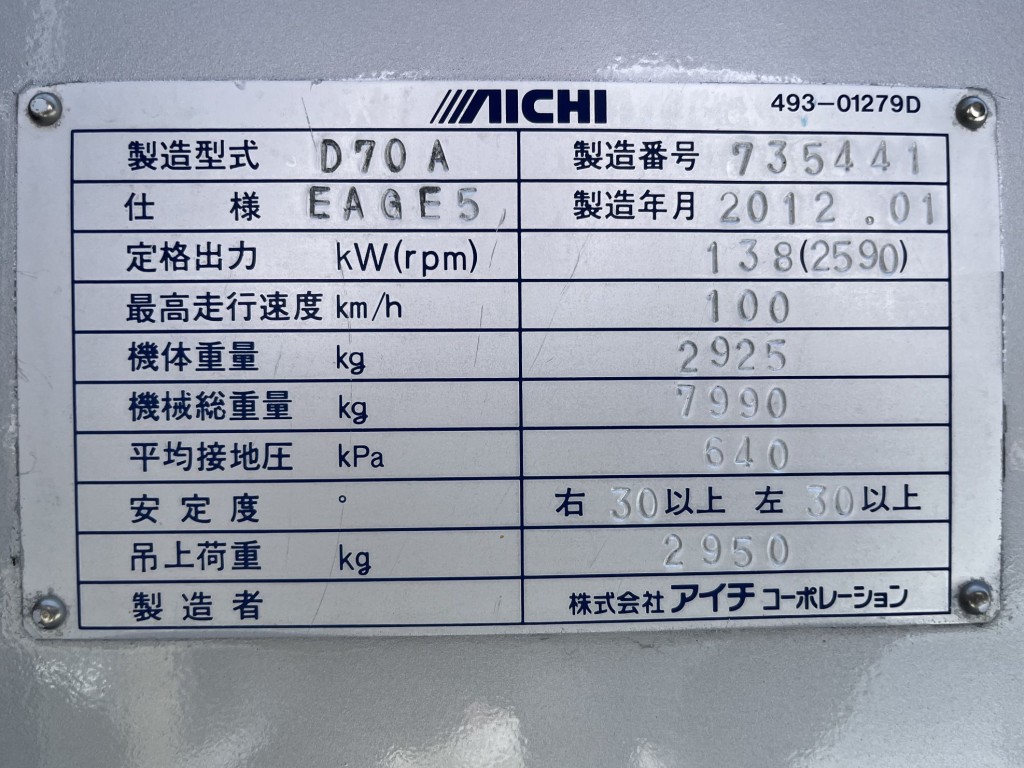 AICHI 493-01279D
製造型式 D70A 製造番号 735441
仕様 EAGE5 製造年月 2012.01
定格出力 kW(rpm) 138(2590)
最高走行速度 km/h 100
機体重量 kg 2925
機械総重量 kg 7990
平均接地圧 kPa 640
安定度 ° 右 30以上 左 30以上
吊上荷重 kg 2950
製造者 株式会社 アイチ コーポレーション